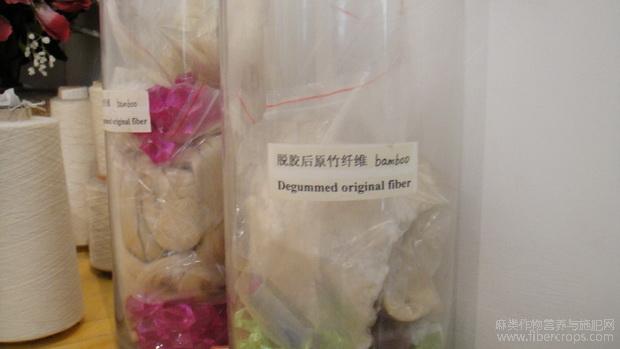 bamboo
original fiber
脱胶后原竹纤维 bamboo
Degummed original fiber
麻类作物营养与施肥网
www.fibercrops.com